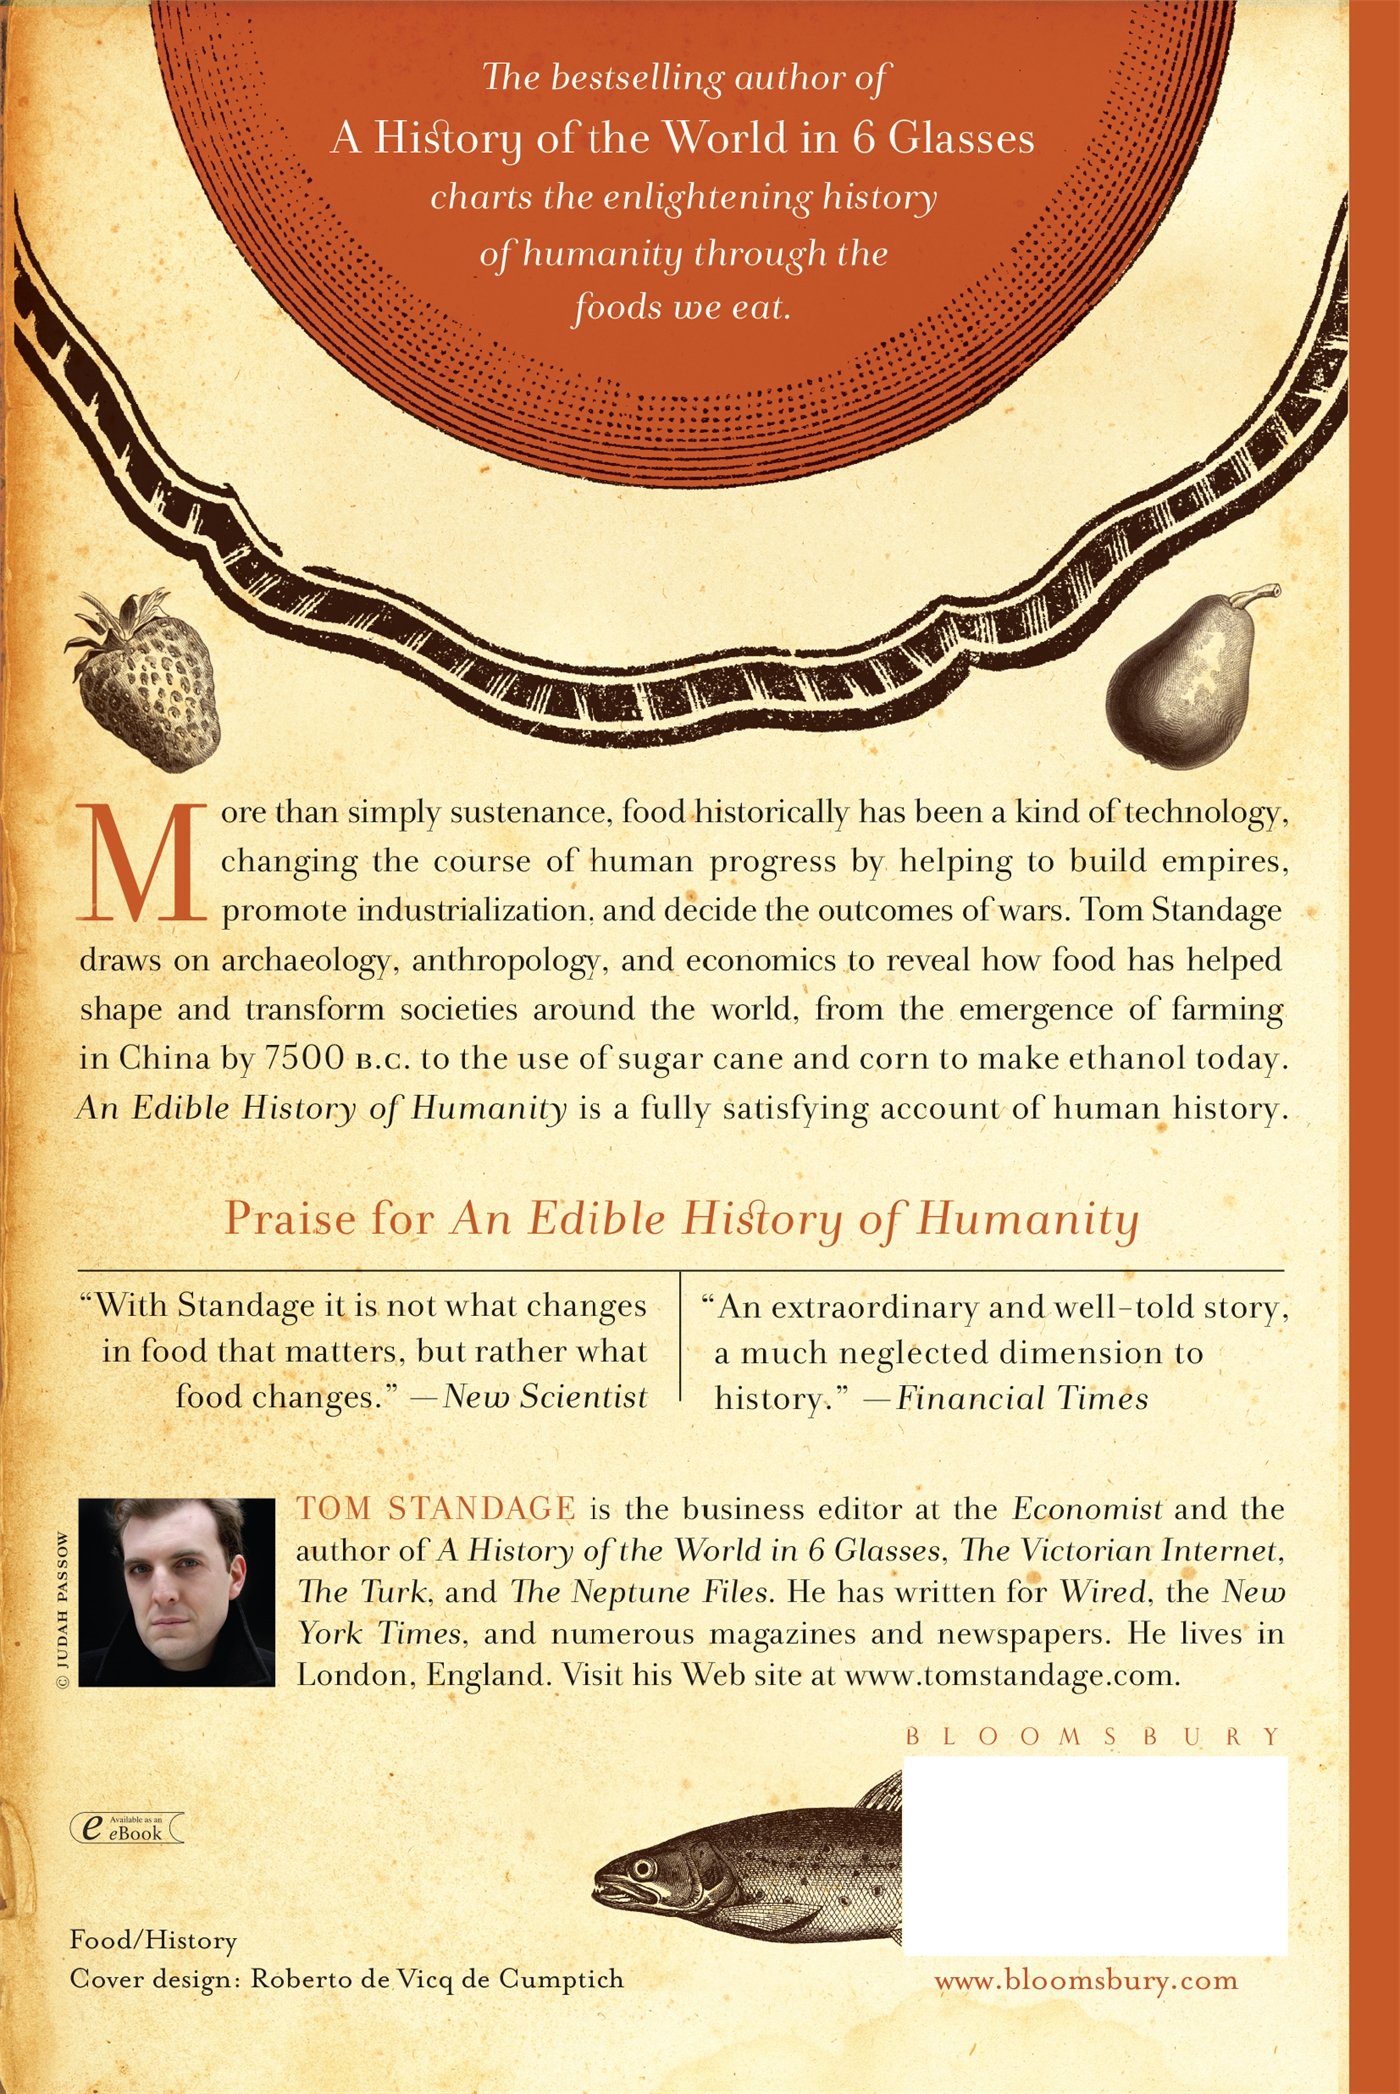 The bestselling author of
A History of the World in 6 Glasses
charts the enlightening history
of humanity through the
foods we eat.
More than simply sustenance, food historically has been a kind of technology,
changing the course of human progress by helping to build empires,
promote industrialization, and decide the outcomes of wars. Tom Standage
draws on archaeology, anthropology, and economics to reveal how food has helped
shape and transform societies around the world, from the emergence of farming
in China by 7500 B.C. to the use of sugar cane and corn to make ethanol today.
An Edible History of Humanity is a fully satisfying account of human history.
Praise for An Edible History of Humanity
“With Standage it is not what changes
in food that matters, but rather what
food changes.” —New Scientist
“An extraordinary and well-told story,
a much neglected dimension to
history.” —Financial Times
© JUDAH PASSOW
TOM STANDAGE is the business editor at the Economist and the
author of A History of the World in 6 Glasses, The Victorian Internet,
The Turk, and The Neptune Files. He has written for Wired, the New
York Times, and numerous magazines and newspapers. He lives in
London, England. Visit his Web site at www.tomstandage.com.
BLOOMSBURY
e Available as an
eBook
Food/History
Cover design: Roberto de Vicq de Cumptich
www.bloomsbury.com